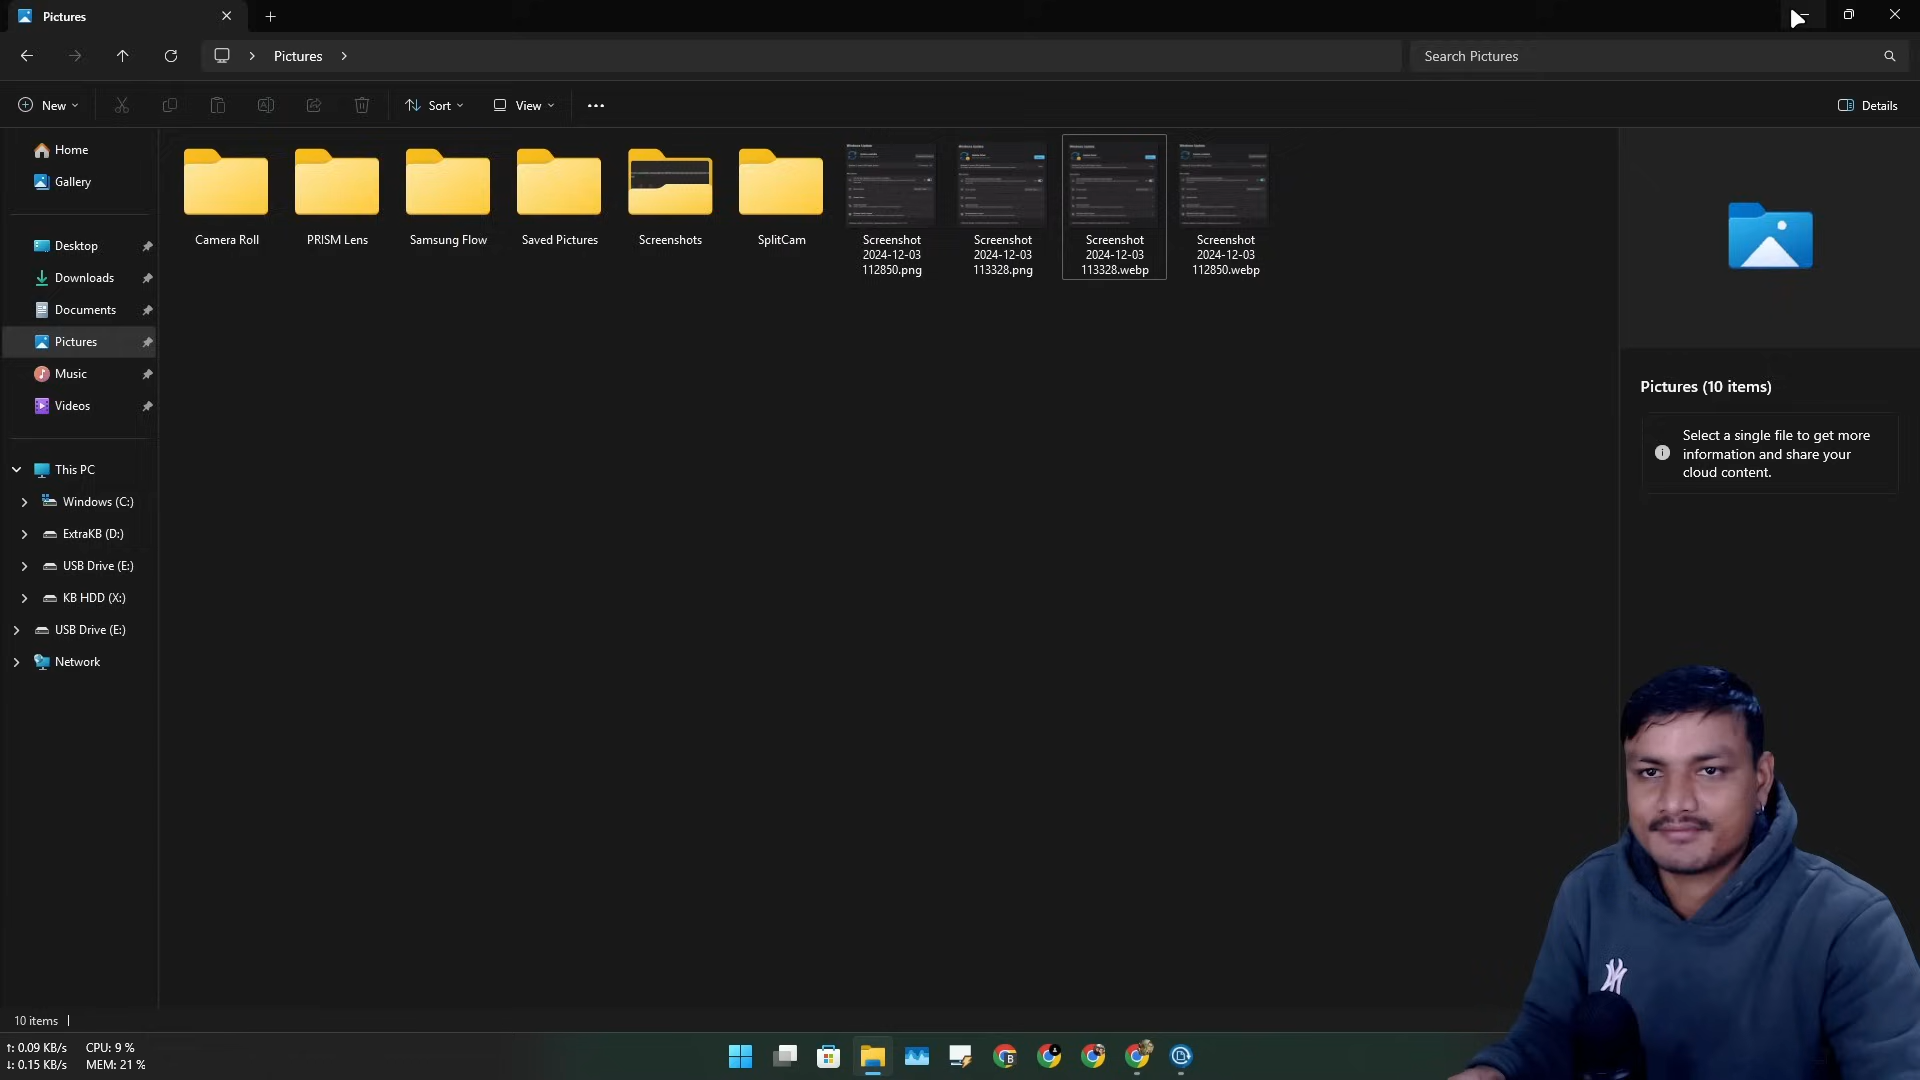 Pictures
Pictures
Search Pictures
New
Sort
View
Details
Home
Gallery
Desktop
Downloads
Documents
Pictures
Music
Videos
This PC
Windows (C:)
ExtraKB (D:)
USB Drive (E:)
KB HDD (X:)
USB Drive (E:)
Network
Camera Roll
PRISM Lens
Samsung Flow
Saved Pictures
Screenshots
SplitCam
Screenshot
2024-12-03
112850.png
Screenshot
2024-12-03
113328.png
Screenshot
2024-12-03
113328.webp
Screenshot
2024-12-03
112850.webp
Pictures (10 items)
Select a single file to get more
information and share your
cloud content.
10 items
↑: 0.09 KB/s CPU: 9 %
↓: 0.15 KB/s MEM: 21 %